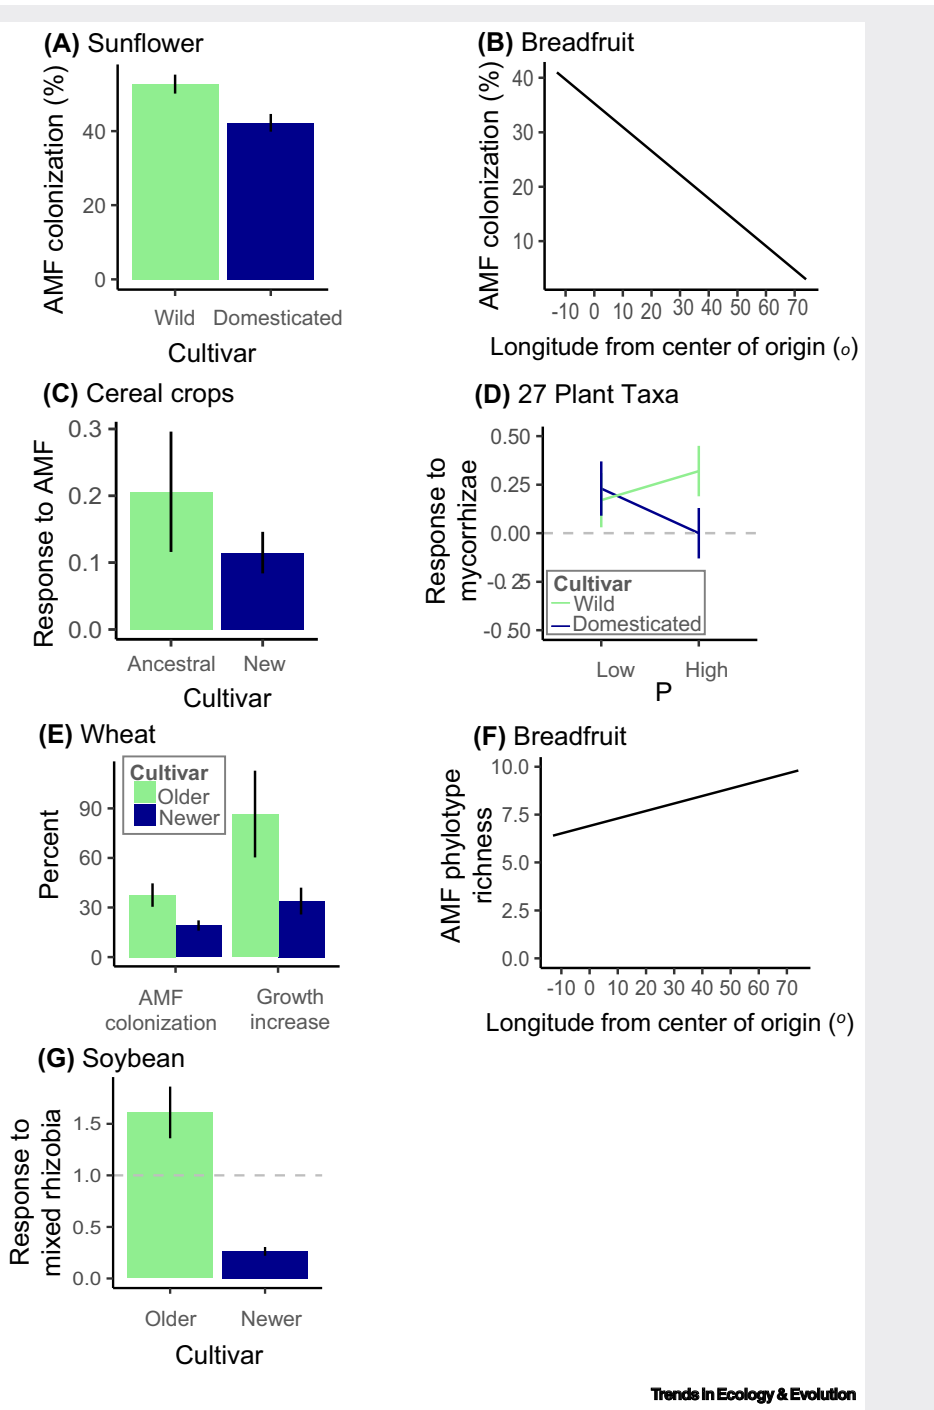 (A) Sunflower
AMF colonization (%)
40
20
0
Wild Domesticated
Cultivar
(B) Breadfruit
AMF colonization (%)
40
30
20
10
-10 0 10 20 30 40 50 60 70
Longitude from center of origin (o)
(C) Cereal crops
Response to AMF
0.3
0.2
0.1
0.0
Ancestral New
Cultivar
(D) 27 Plant Taxa
Response to
mycorrhizae
0.50
0.25
0.00
-0.25
-0.50
Cultivar
Wild
Domesticated
Low High
P
(E) Wheat
Percent
90
60
30
0
Cultivar
Older
Newer
AMF
colonization
Growth
increase
(F) Breadfruit
AMF phylotype
richness
10.0
7.5
5.0
2.5
0.0
-10 0 10 20 30 40 50 60 70
Longitude from center of origin (o)
(G) Soybean
Response to
mixed rhizobia
1.5
1.0
0.5
0.0
Older Newer
Cultivar
Trends in Ecology & Evolution